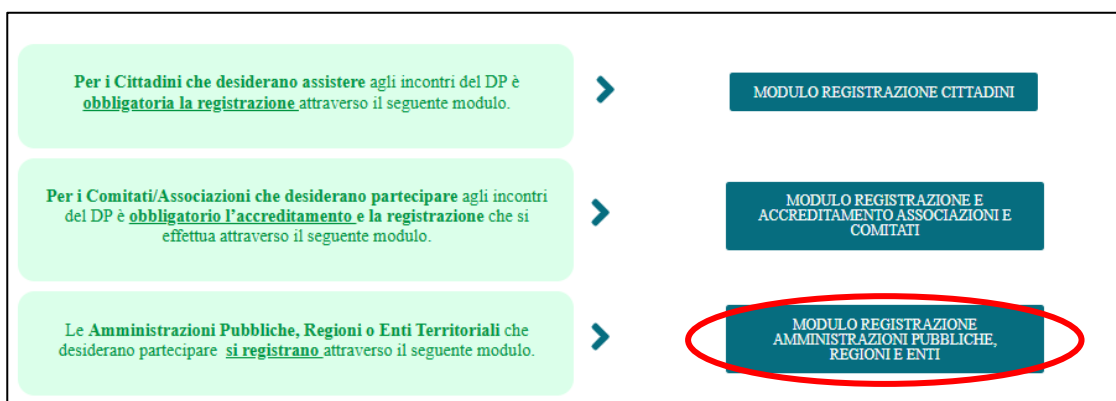 Per i Cittadini che desiderano assistere agli incontri del DP è
obbligatoria la registrazione attraverso il seguente modulo.
MODULO REGISTRAZIONE CITTADINI
Per i Comitati/Associazioni che desiderano partecipare agli incontri
del DP è obbligatorio l’accreditamento e la registrazione che si
effettua attraverso il seguente modulo.
MODULO REGISTRAZIONE E
ACCREDITAMENTO ASSOCIAZIONI E
COMITATI
Le Amministrazioni Pubbliche, Regioni o Enti Territoriali che
desiderano partecipare si registrano attraverso il seguente modulo.
MODULO REGISTRAZIONE
AMMINISTRAZIONI PUBBLICHE,
REGIONI E ENTI